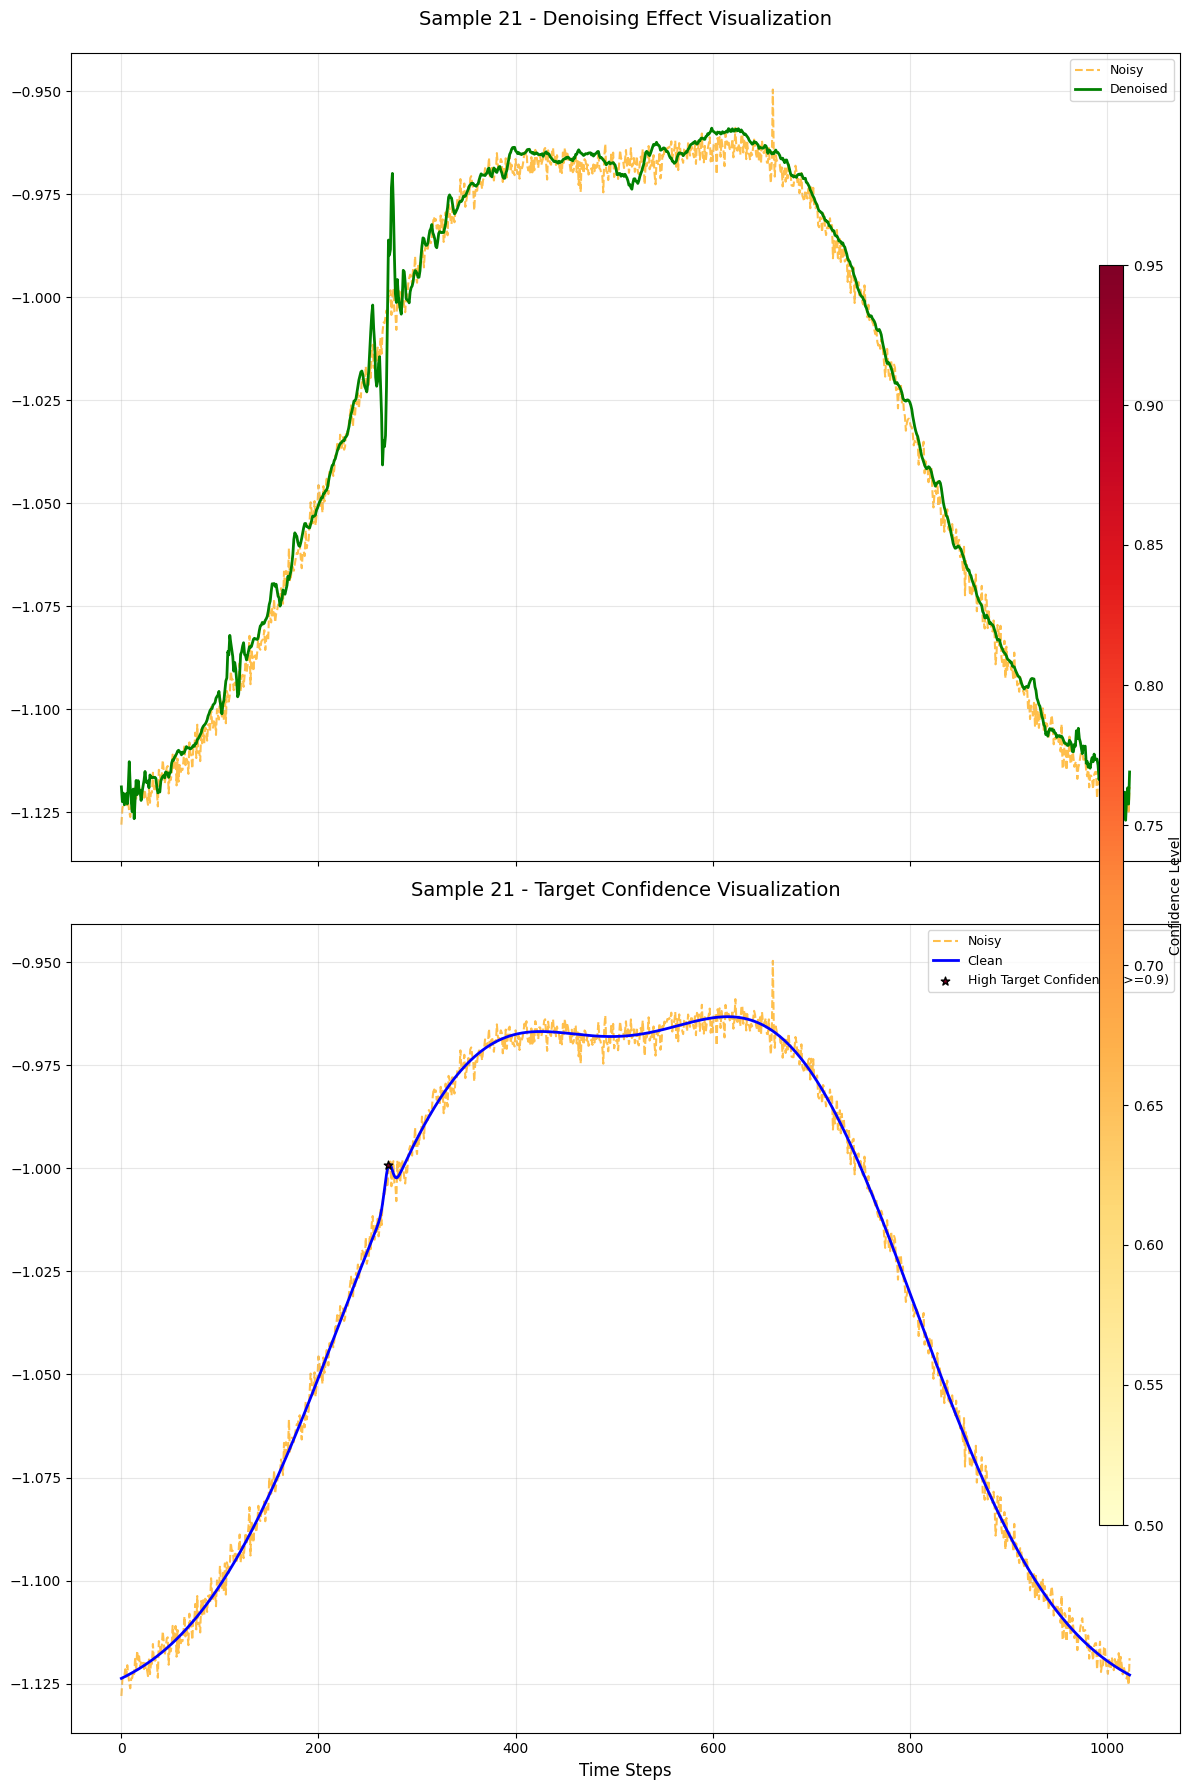 Sample 21 - Denoising Effect Visualization
Noisy
Denoised
−0.950
−0.975
−1.000
−1.025
−1.050
−1.075
−1.100
−1.125
0.95
0.90
0.85
0.80
0.75
0.70
0.65
0.60
0.55
0.50
Confidence Level
Sample 21 - Target Confidence Visualization
Noisy
Clean
High Target Confiden >=0.9)
−0.950
−0.975
−1.000
−1.025
−1.050
−1.075
−1.100
−1.125
0 200 400 600 800 1000
Time Steps